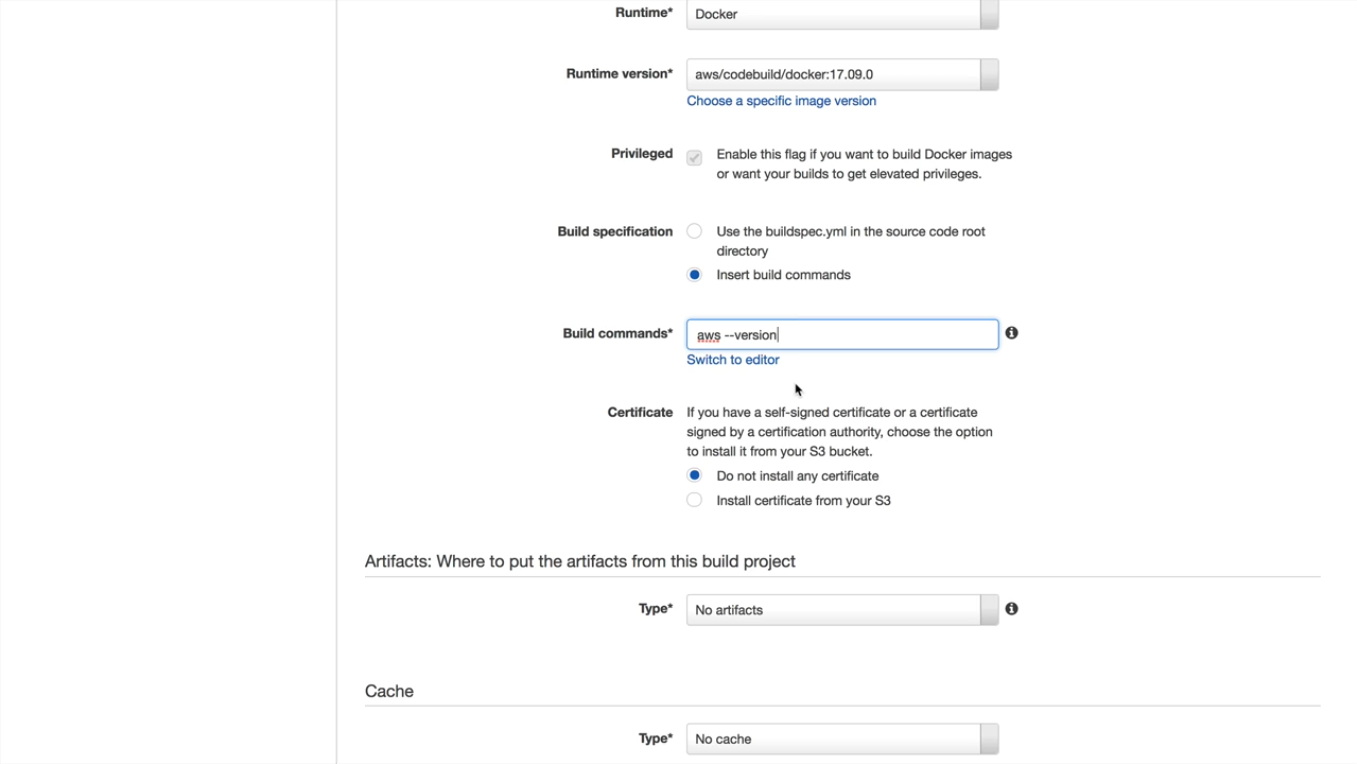 Runtime* Docker
Runtime version* aws/codebuild/docker:17.09.0
Choose a specific image version
Privileged Enable this flag if you want to build Docker images
or want your builds to get elevated privileges.
Build specification Use the buildspec.yml in the source code root
directory
Insert build commands
Build commands* aws --version
Switch to editor
Certificate If you have a self-signed certificate or a certificate
signed by a certification authority, choose the option
to install it from your S3 bucket.
Do not install any certificate
Install certificate from your S3
Artifacts: Where to put the artifacts from this build project
Type* No artifacts
Cache
Type* No cache